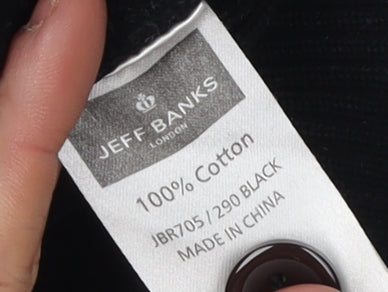 JEFF BANKS
LONDON
100% Cotton
JBR705 / 290 BLACK
MADE IN CHINA